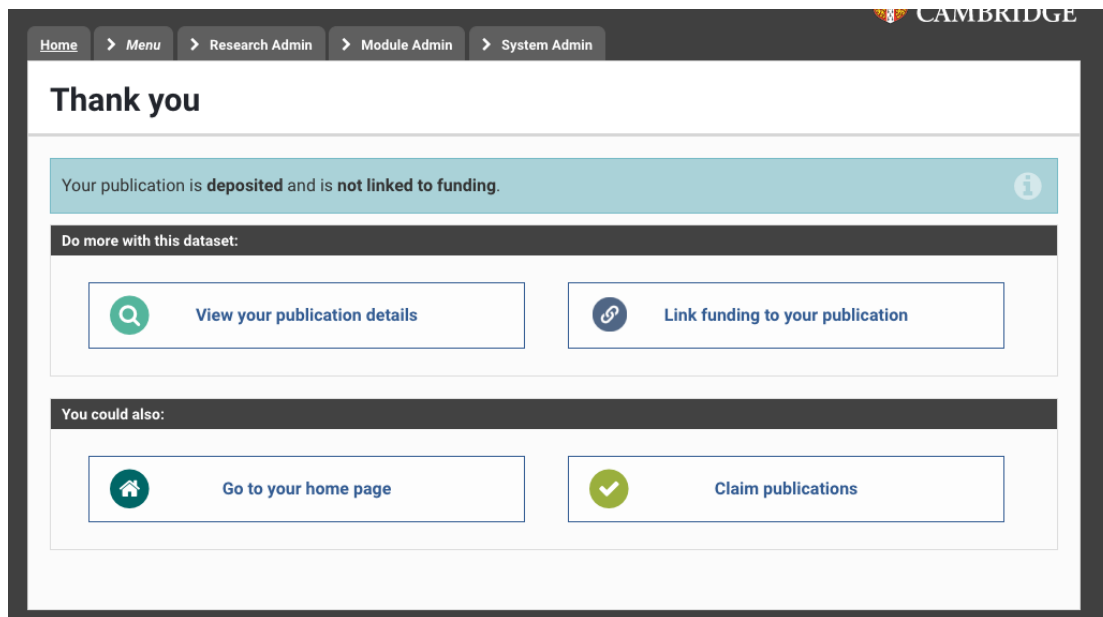 CAMBRIDGE
Home Menu Research Admin Module Admin System Admin
Thank you
Your publication is deposited and is not linked to funding.
Do more with this dataset:
View your publication details Link funding to your publication
You could also:
Go to your home page Claim publications